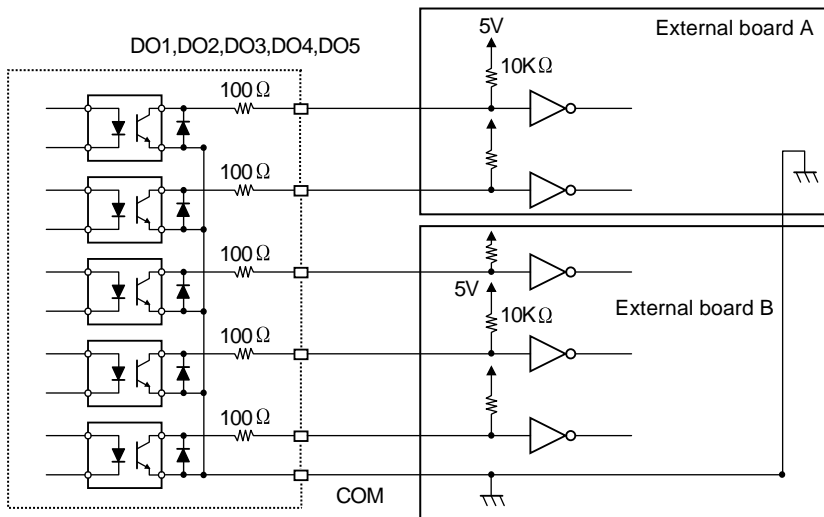 DO1,DO2,DO3,DO4,DO5
5V
External board A
100Ω
10KΩ
100Ω
100Ω
5V
External board B
100Ω
10KΩ
100Ω
COM